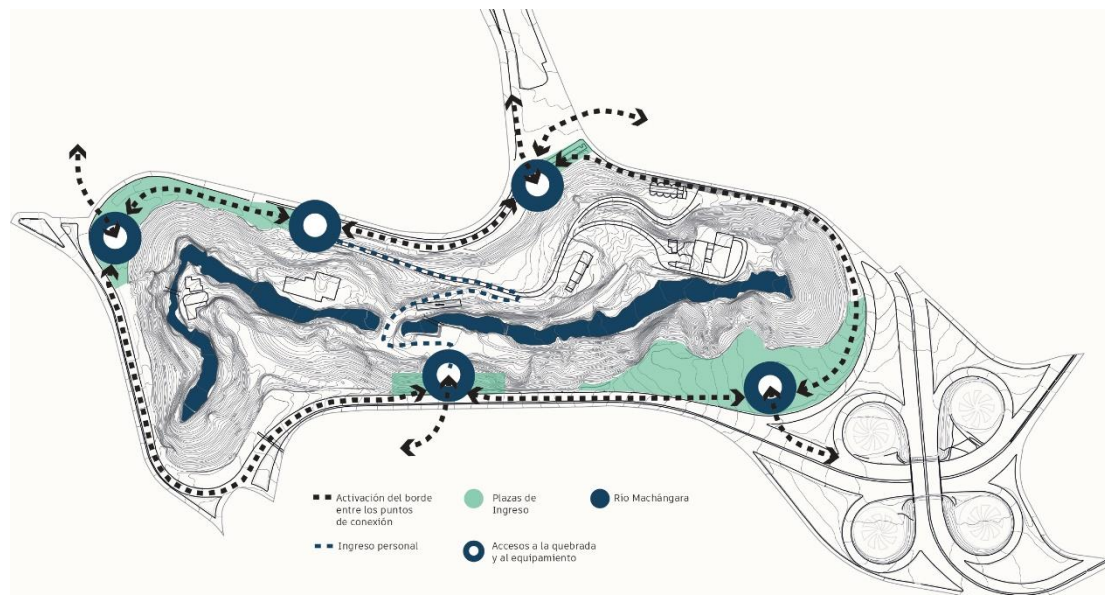 Activación del borde
entre los puntos
de conexión
Plazas de
Ingreso
Río Machángara
Ingreso personal
Accesos a la quebrada
y al equipamiento